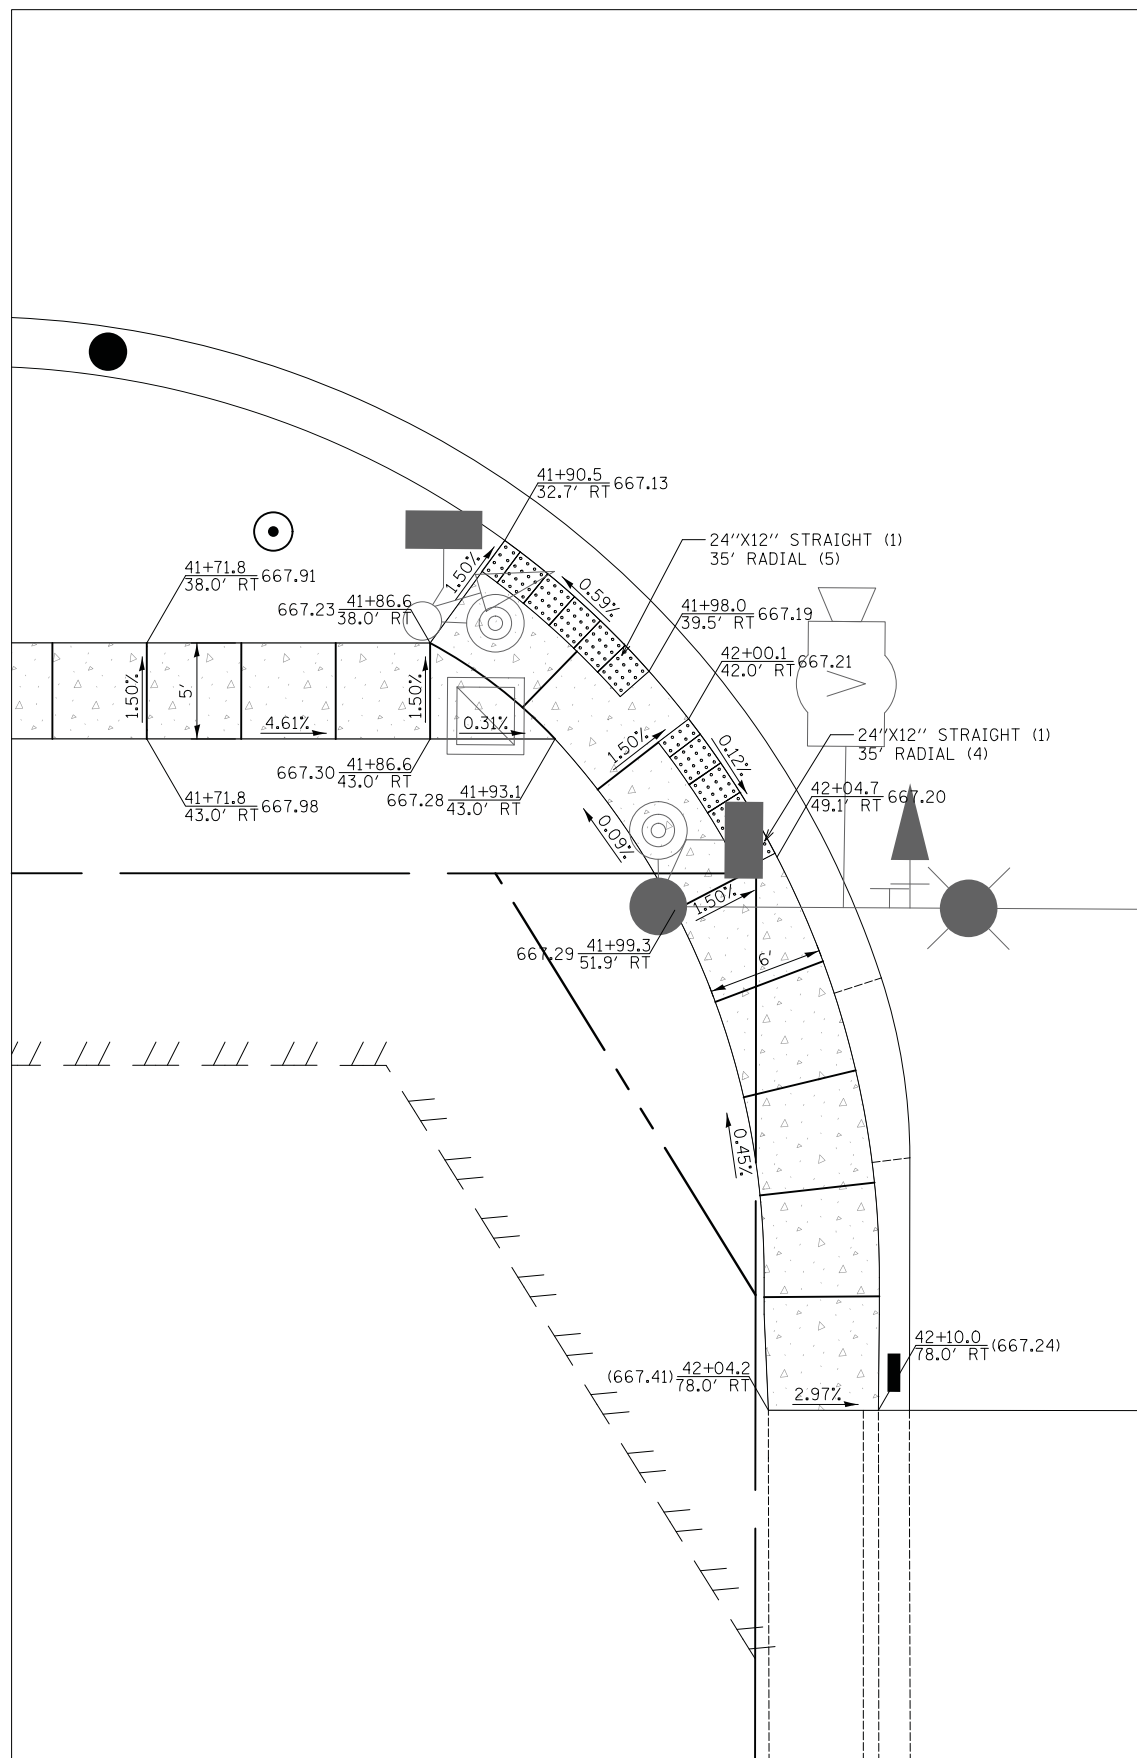 41+90.5
32.7' RT 667.13
24''X12'' STRAIGHT (1)
35' RADIAL (5)
41+71.8
38.0' RT 667.91
1.50%
0.59%
667.23 41+86.6
38.0' RT
41+98.0
39.5' RT 667.19
42+00.1
42.0' RT 667.21
1.50%
5'
1.50%
4.61%
0.31%
1.50%
0.12%
24''X12'' STRAIGHT (1)
35' RADIAL (4)
667.30 41+86.6
43.0' RT
41+71.8
43.0' RT 667.98
667.28 41+93.1
43.0' RT
42+04.7
49.1' RT 667.20
0.09%
1.50%
667.29 41+99.3
51.9' RT
6'
0.45%
42+10.0
78.0' RT (667.24)
(667.41) 42+04.2
78.0' RT
2.97%